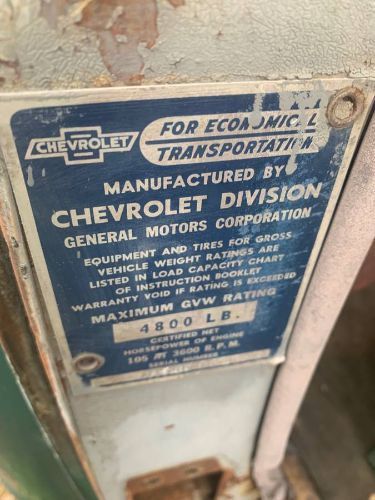 CHEVROLET
FOR ECONOMICAL
TRANSPORTATION
MANUFACTURED BY
CHEVROLET DIVISION
GENERAL MOTORS CORPORATION
EQUIPMENT AND TIRES FOR GROSS
VEHICLE WEIGHT RATINGS ARE
LISTED IN LOAD CAPACITY CHART
OF INSTRUCTION BOOKLET
WARRANTY VOID IF RATING IS EXCEEDED
MAXIMUM GVW RATING
4800 LB.
CERTIFIED NET
HORSEPOWER OF ENGINE
105 AT 3600 R.P.M.
SERIAL NUMBER